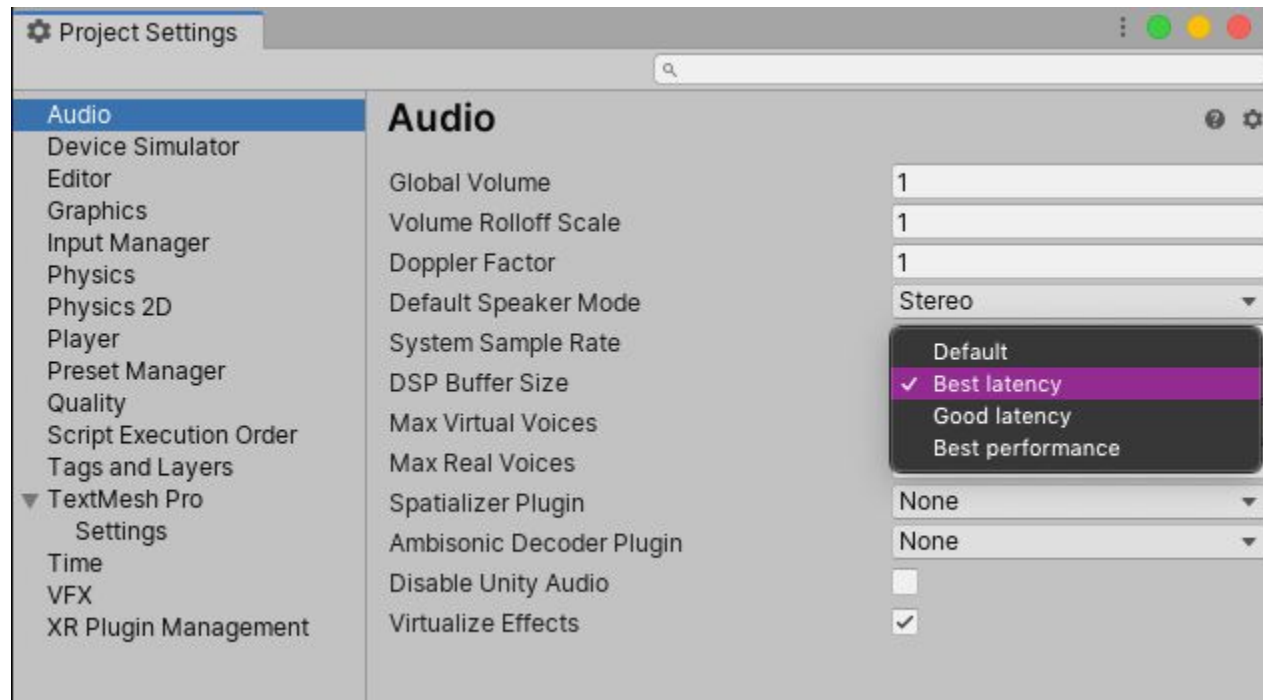 Project Settings
Audio
Device Simulator
Editor
Graphics
Input Manager
Physics
Physics 2D
Player
Preset Manager
Quality
Script Execution Order
Tags and Layers
TextMesh Pro
Settings
Time
VFX
XR Plugin Management
Audio
Global Volume 1
Volume Rolloff Scale 1
Doppler Factor 1
Default Speaker Mode Stereo
System Sample Rate
DSP Buffer Size
Max Virtual Voices
Max Real Voices
Default
Best latency
Good latency
Best performance
Spatializer Plugin None
Ambisonic Decoder Plugin None
Disable Unity Audio
Virtualize Effects